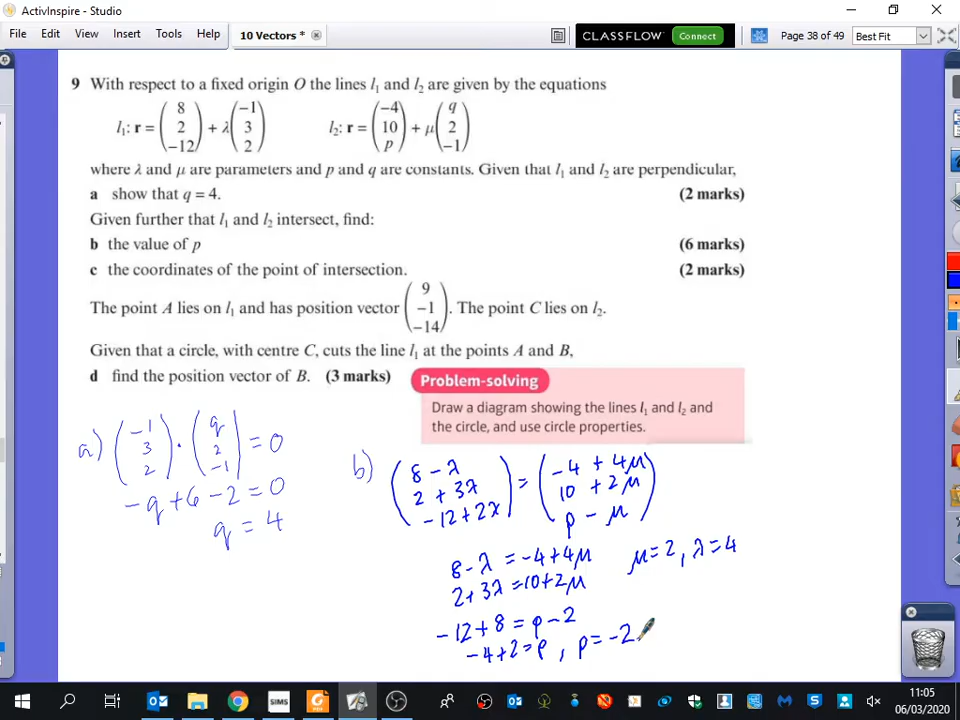 ActivInspire - Studio
File Edit View Insert Tools Help 10 Vectors * CLASSFLOW Connect Page 38 of 49 Best Fit
9 With respect to a fixed origin O the lines l₁ and l₂ are given by the equations
l₁: r = (8 2 −12) + λ(−1 3 2) l₂: r = (−4 10 p) + μ(q 2 −1)
where λ and μ are parameters and p and q are constants. Given that l₁ and l₂ are perpendicular,
a show that q = 4. (2 marks)
Given further that l₁ and l₂ intersect, find:
b the value of p (6 marks)
c the coordinates of the point of intersection. (2 marks)
The point A lies on l₁ and has position vector (9 −1 −14). The point C lies on l₂.
Given that a circle, with centre C, cuts the line l₁ at the points A and B,
d find the position vector of B. (3 marks)
Problem-solving
Draw a diagram showing the lines l₁ and l₂ and
the circle, and use circle properties.
a) (−1 3 2) · (q 2 −1) = 0
−q + 6 − 2 = 0
q = 4
b) (8 − λ 2 + 3λ −12 + 2λ) = (−4 + 4μ 10 + 2μ p − μ)
8 − λ = −4 + 4μ μ = 2, λ = 4
2 + 3λ = 10 + 2μ
−12 + 8 = p − 2
−4 + 2 = p, p = −2
SIMS
11:05
06/03/2020